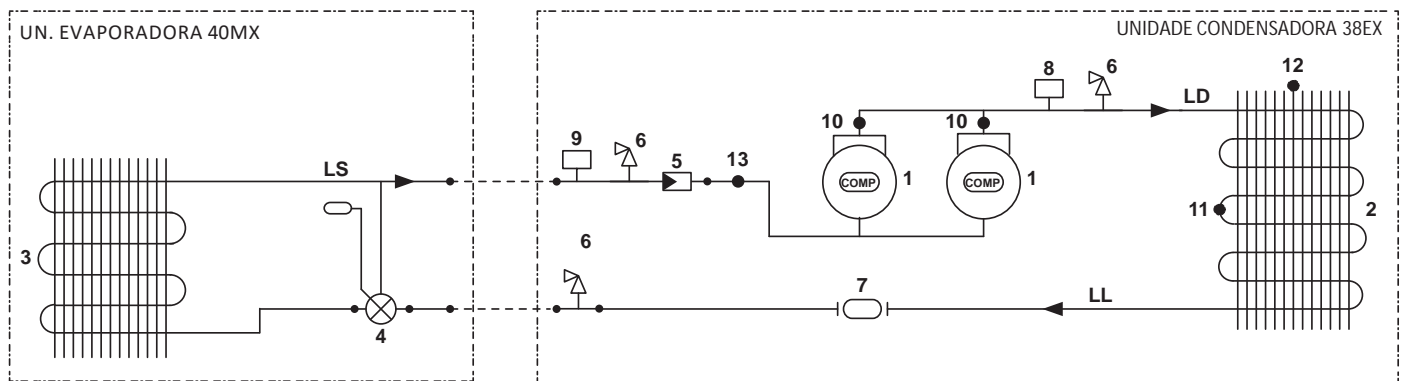 UN. EVAPORADORA 40MX
UNIDADE CONDENSADORA 38EX
8
6
12
LD
10
10
9
6
5
13
LS
COMP
1
COMP
1
11
2
3
6
7
LL
4